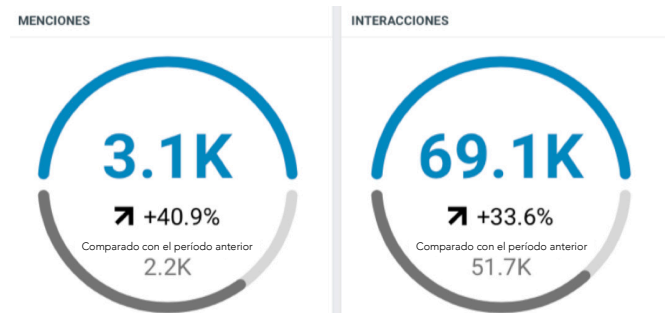 MENCIONES
3.1K
+40.9%
Comparado con el período anterior
2.2K
INTERACCIONES
69.1K
+33.6%
Comparado con el período anterior
51.7K